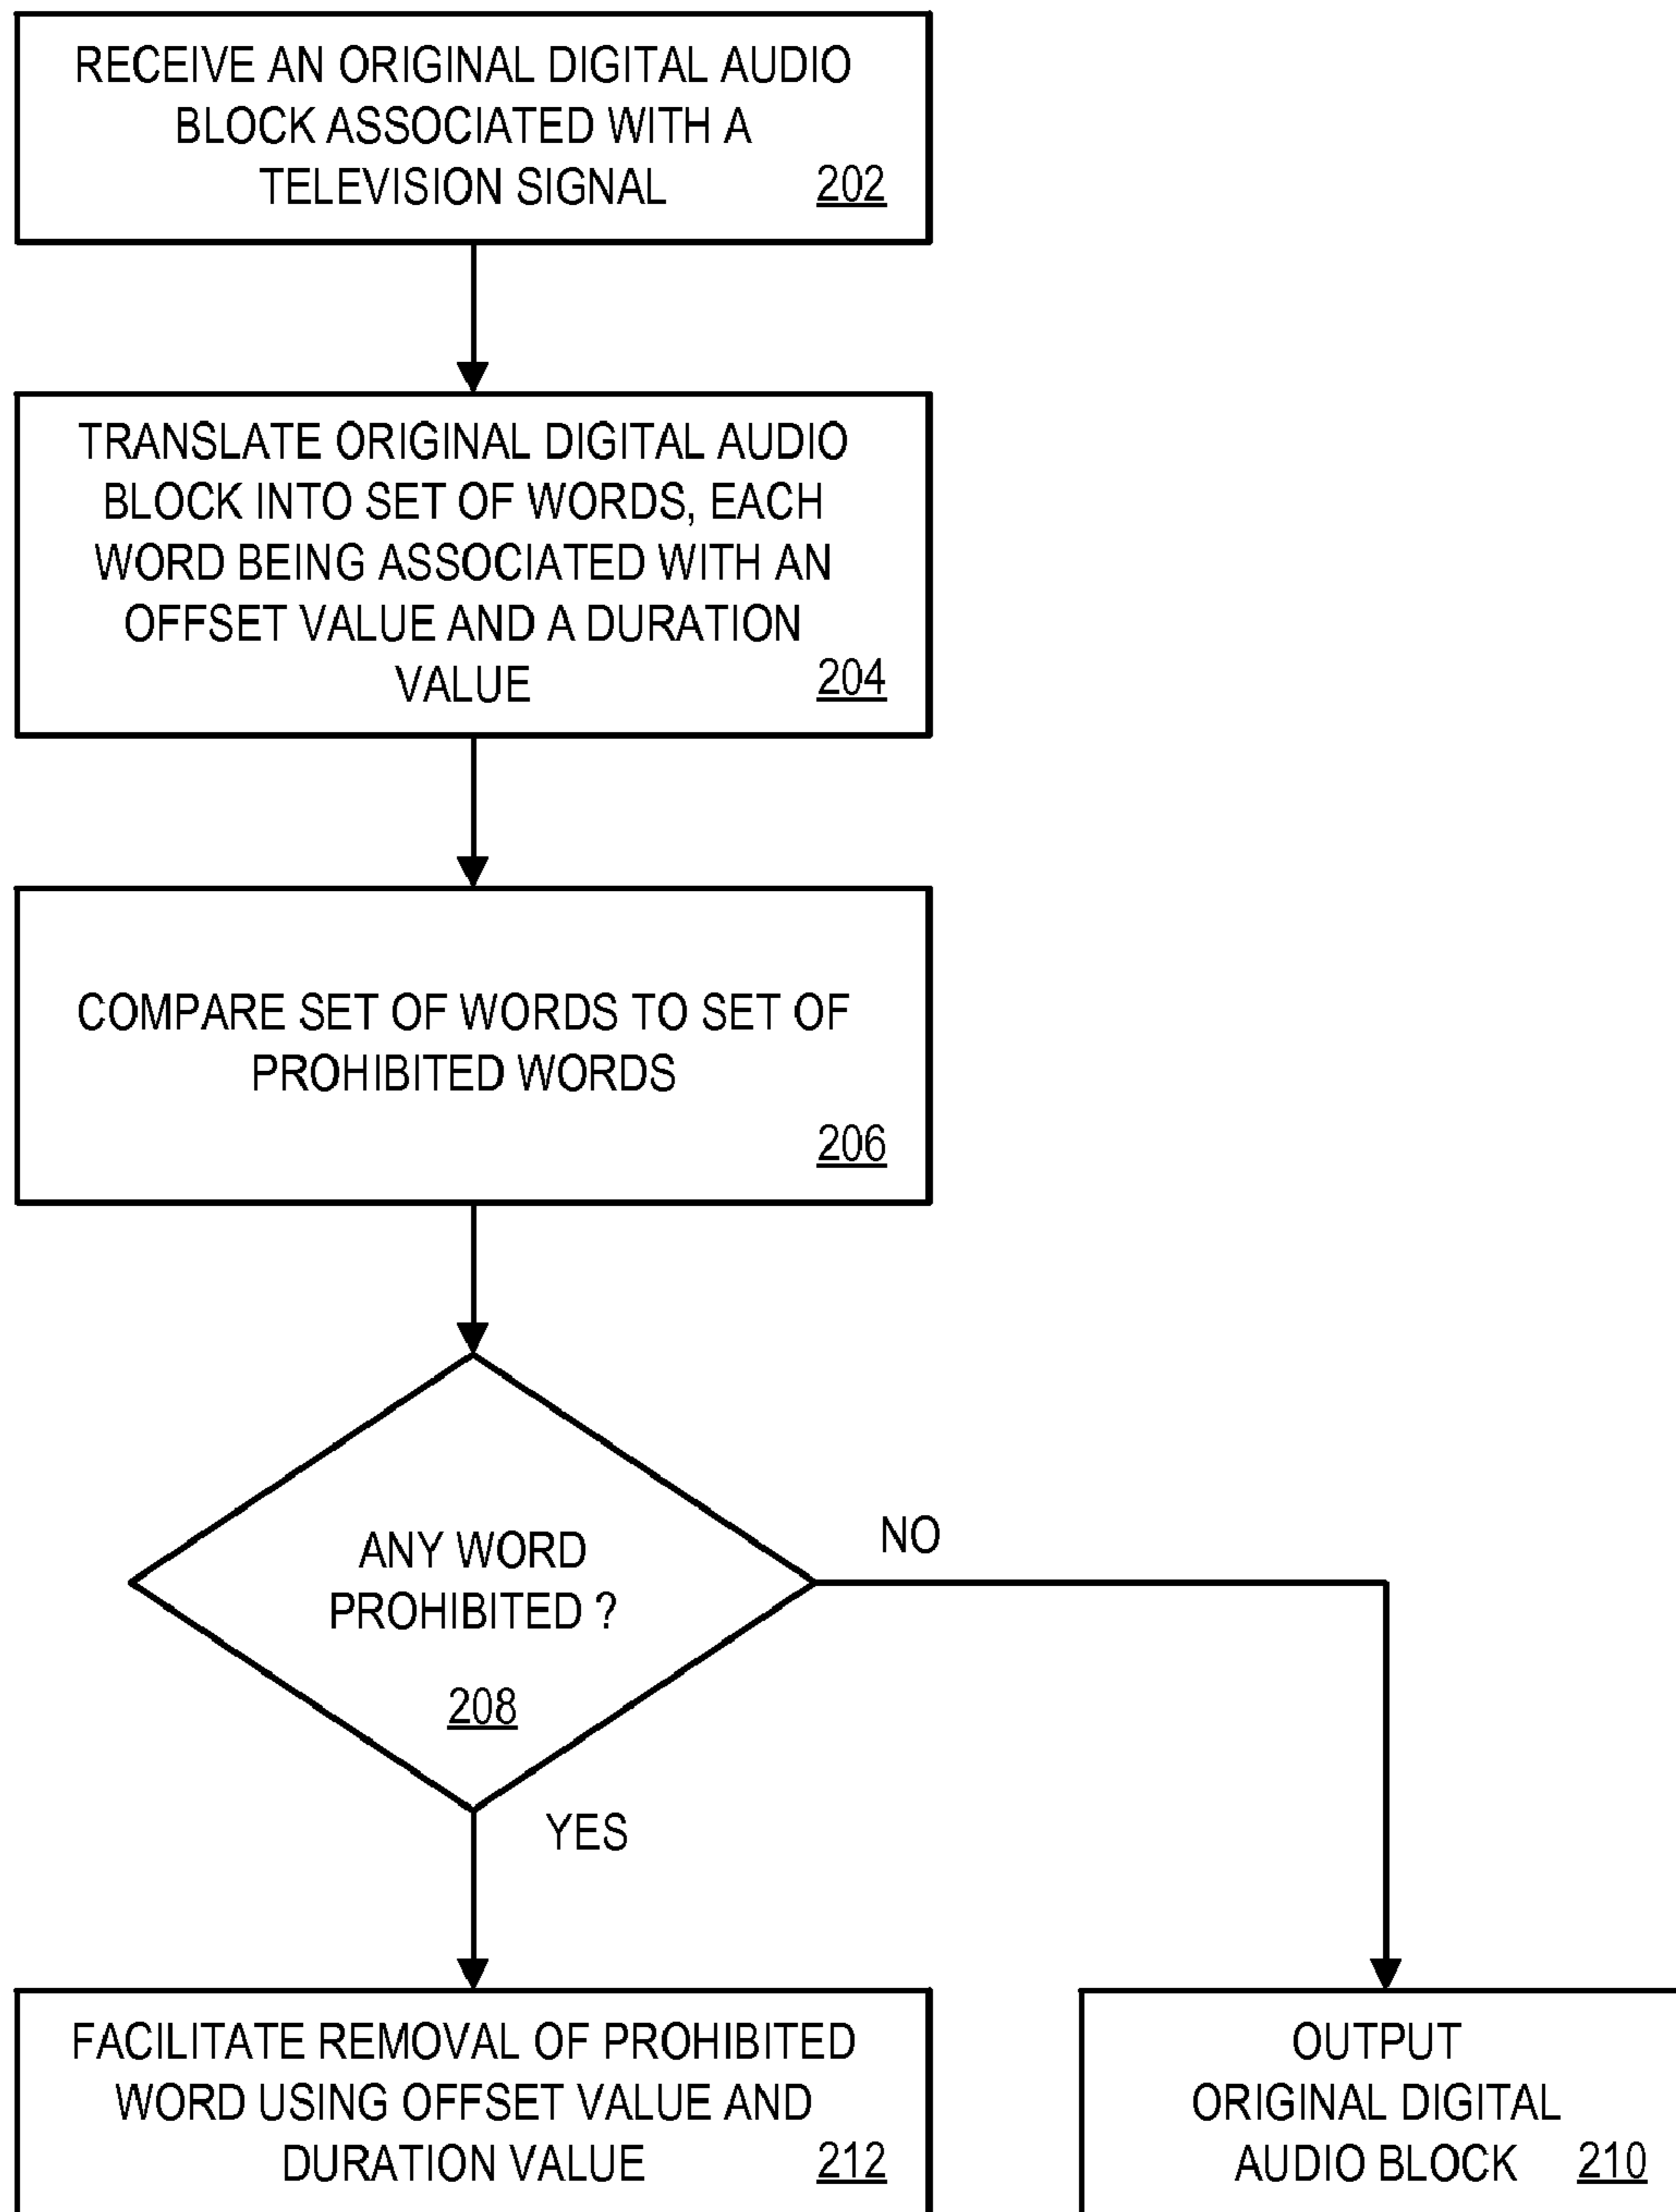 RECEIVE AN ORIGINAL DIGITAL AUDIO
BLOCK ASSOCIATED WITH A
TELEVISION SIGNAL 202
TRANSLATE ORIGINAL DIGITAL AUDIO
BLOCK INTO SET OF WORDS, EACH
WORD BEING ASSOCIATED WITH AN
OFFSET VALUE AND A DURATION
VALUE 204
COMPARE SET OF WORDS TO SET OF
PROHIBITED WORDS
206
ANY WORD
PROHIBITED ?
208
NO
YES
FACILITATE REMOVAL OF PROHIBITED
WORD USING OFFSET VALUE AND
DURATION VALUE 212
OUTPUT
ORIGINAL DIGITAL
AUDIO BLOCK 210